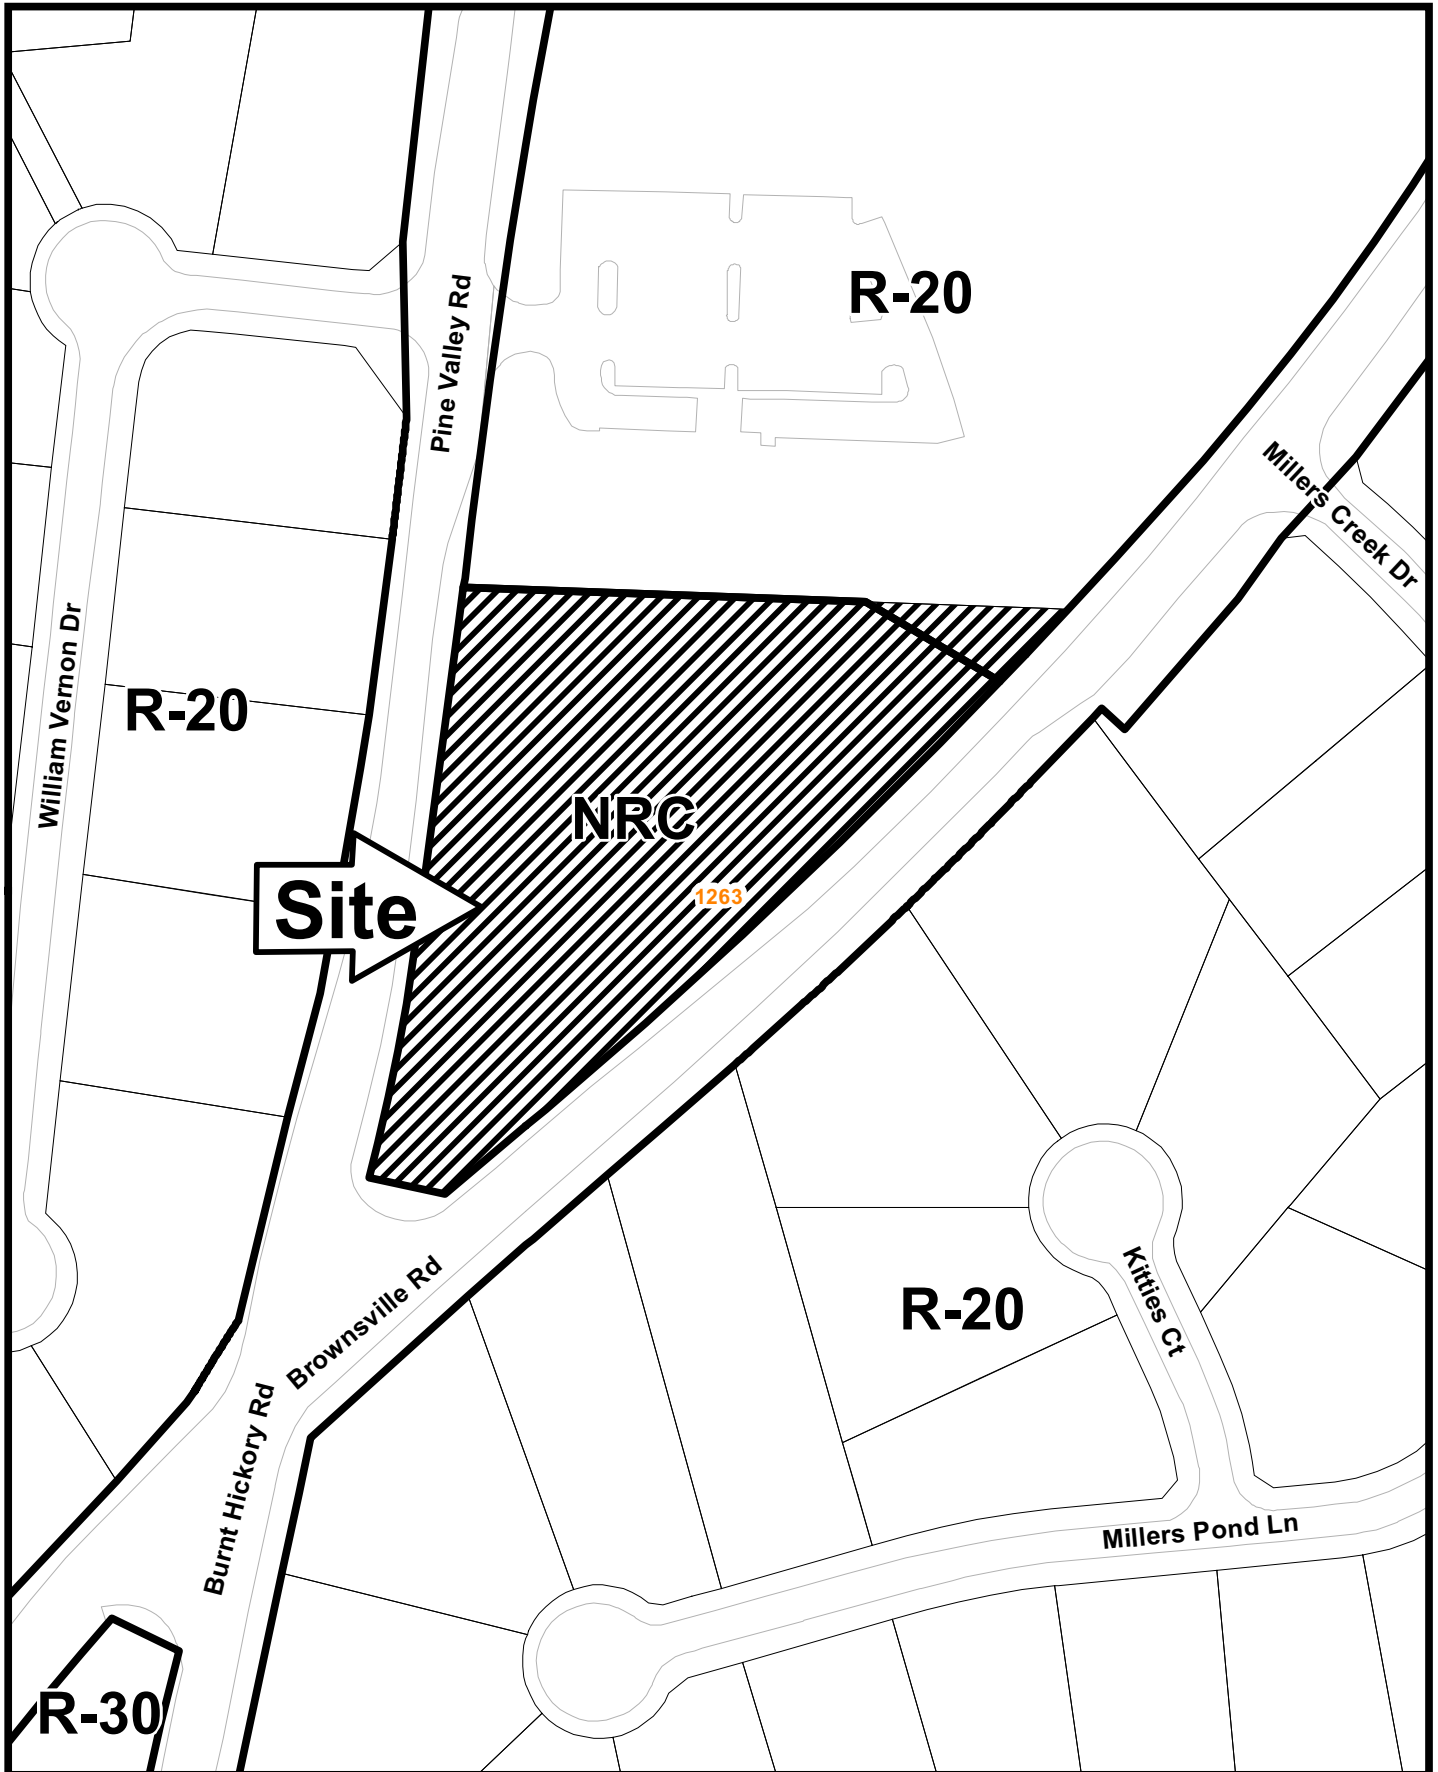 R-20
Pine Valley Rd
Millers Creek Dr
William Vernon Dr
R-20
NRC
1263
Site
Brownsville Rd
R-20
Kitties Ct
Burnt Hickory Rd
Millers Pond Ln
R-30